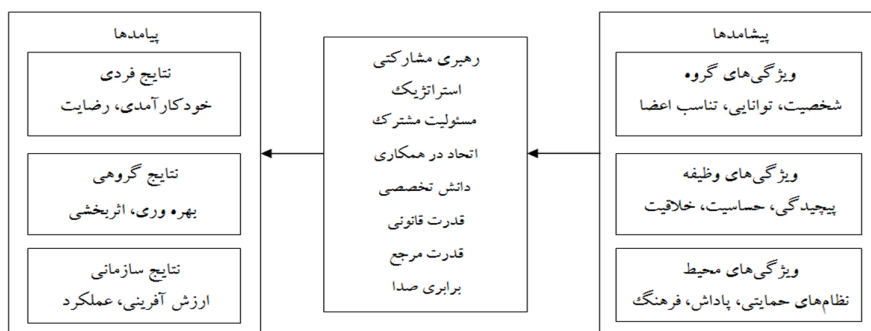 پیشامدها
ویژگی‌های گروه
شخصیت، توانایی، تناسب اعضا
ویژگی‌های وظیفه
پیچیدگی، حساسیت، خلاقیت
ویژگی‌های محیط
نظام‌های حمایتی، پاداش، فرهنگ
رهبری مشارکتی
استراتژیک
مسئولیت مشترک
اتحاد در همکاری
دانش تخصصی
قدرت قانونی
قدرت مرجع
برابری صدا
پیامدها
نتایج فردی
خودکارآمدی، رضایت
نتایج گروهی
بهره وری، اثربخشی
نتایج سازمانی
ارزش آفرینی، عملکرد